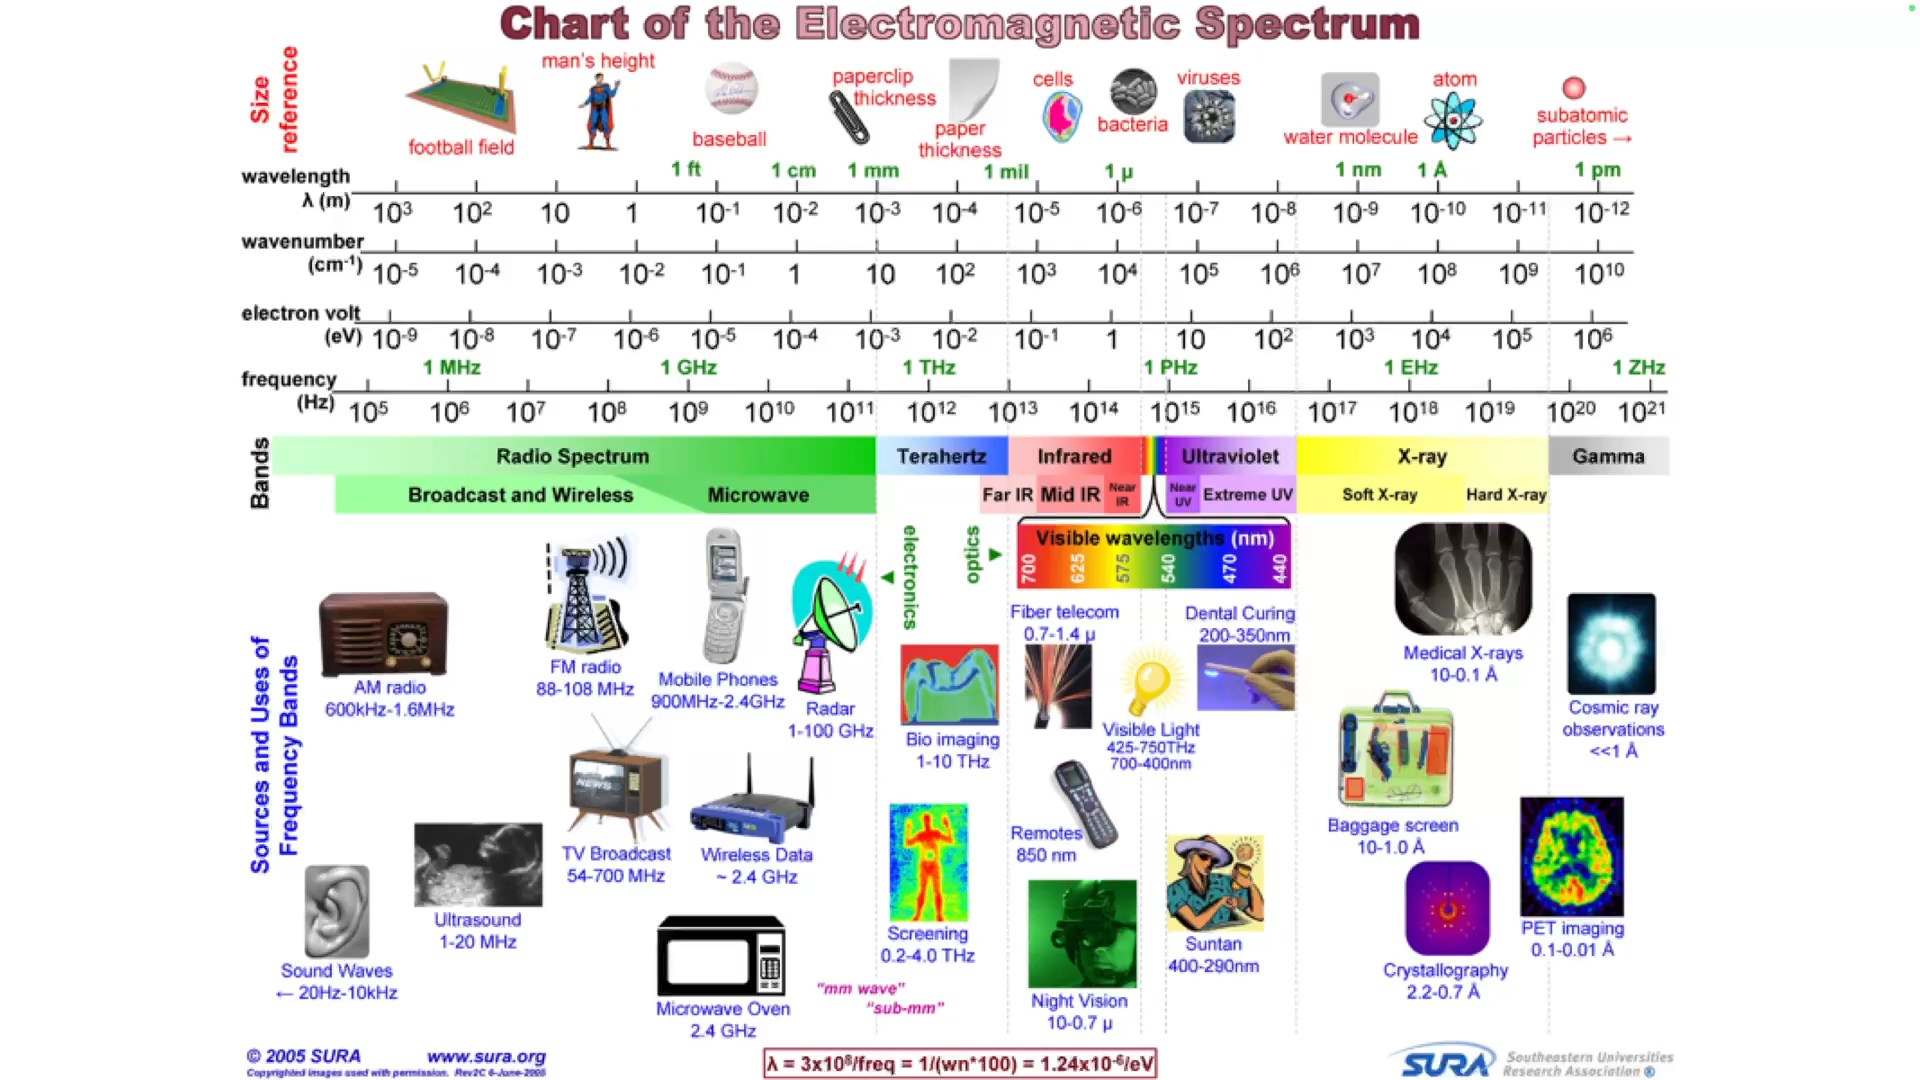 Chart of the Electromagnetic Spectrum
Size
reference
football field
man's height
baseball
paperclip
thickness
paper
thickness
cells
bacteria
viruses
water molecule
atom
subatomic
particles →
1 ft 1 cm 1 mm 1 mil 1 µ 1 nm 1 Å 1 pm
wavelength
λ (m)
10³ 10² 10 1 10⁻¹ 10⁻² 10⁻³ 10⁻⁴ 10⁻⁵ 10⁻⁶ 10⁻⁷ 10⁻⁸ 10⁻⁹ 10⁻¹⁰ 10⁻¹¹ 10⁻¹²
wavenumber
(cm⁻¹)
10⁻⁵ 10⁻⁴ 10⁻³ 10⁻² 10⁻¹ 1 10 10² 10³ 10⁴ 10⁵ 10⁶ 10⁷ 10⁸ 10⁹ 10¹⁰
electron volt
(eV)
10⁻⁹ 10⁻⁸ 10⁻⁷ 10⁻⁶ 10⁻⁵ 10⁻⁴ 10⁻³ 10⁻² 10⁻¹ 1 10 10² 10³ 10⁴ 10⁵ 10⁶
1 MHz 1 GHz 1 THz 1 PHz 1 EHz 1 ZHz
frequency
(Hz)
10⁵ 10⁶ 10⁷ 10⁸ 10⁹ 10¹⁰ 10¹¹ 10¹² 10¹³ 10¹⁴ 10¹⁵ 10¹⁶ 10¹⁷ 10¹⁸ 10¹⁹ 10²⁰ 10²¹
Bands
Radio Spectrum Terahertz Infrared Ultraviolet X-ray Gamma
Broadcast and Wireless Microwave Far IR Mid IR Near IR Near UV Extreme UV Soft X-ray Hard X-ray
electronics
optics
Visible wavelengths (nm)
700 625 575 540 470 440
Sources and Uses of
Frequency Bands
AM radio
600kHz-1.6MHz
FM radio
88-108 MHz
Mobile Phones
900MHz-2.4GHz
Radar
1-100 GHz
Bio imaging
1-10 THz
Fiber telecom
0.7-1.4 µ
Visible Light
425-750THz
700-400nm
Dental Curing
200-350nm
Medical X-rays
10-0.1 Å
Cosmic ray
observations
<<1 Å
Sound Waves
← 20Hz-10kHz
Ultrasound
1-20 MHz
NEWS
TV Broadcast
54-700 MHz
Wireless Data
~ 2.4 GHz
Microwave Oven
2.4 GHz
Screening
0.2-4.0 THz
"mm wave"
"sub-mm"
Remotes
850 nm
Night Vision
10-0.7 µ
Suntan
400-290nm
Baggage screen
10-1.0 Å
Crystallography
2.2-0.7 Å
PET imaging
0.1-0.01 Å
© 2005 SURA www.sura.org
Copyrighted images used with permission. Rev2C 6-June-2005
λ = 3x10⁸/freq = 1/(wn*100) = 1.24x10⁻⁶/eV
SURA
Southeastern Universities
Research Association ®